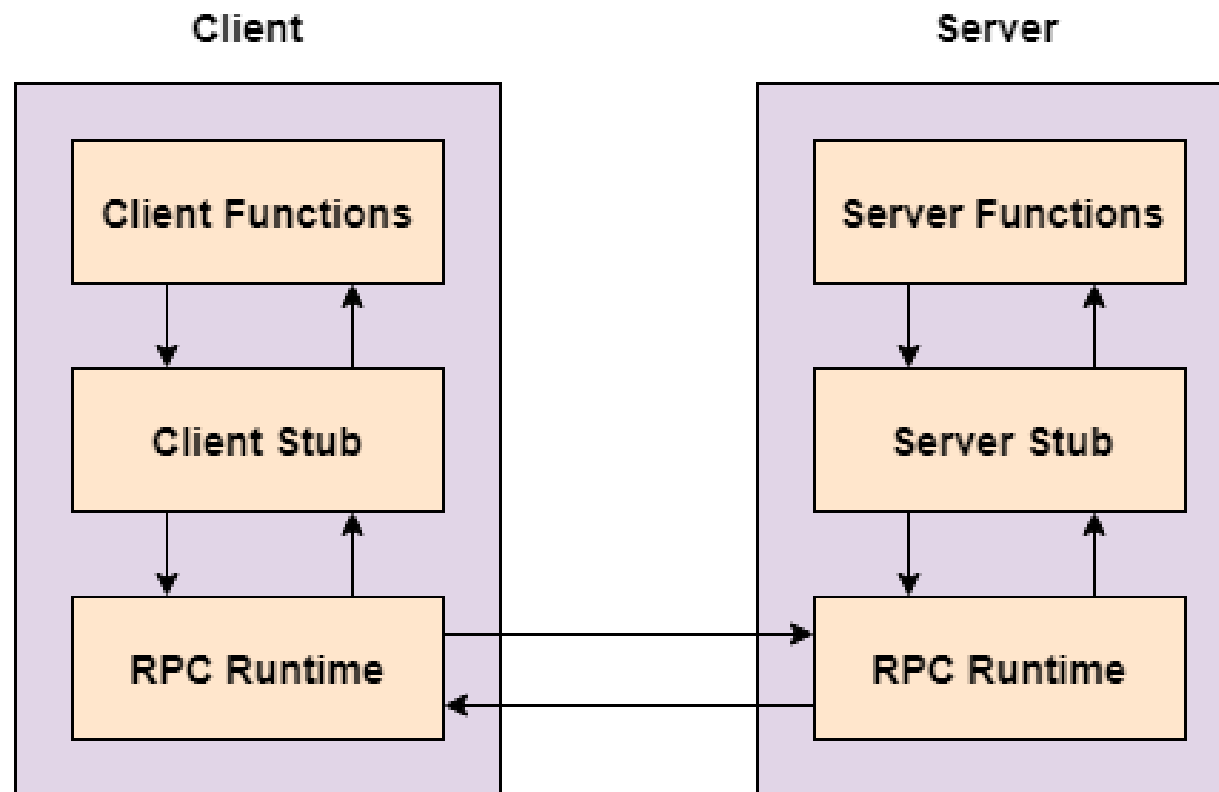 Client
Server
Client Functions
Server Functions
Client Stub
Server Stub
RPC Runtime
RPC Runtime